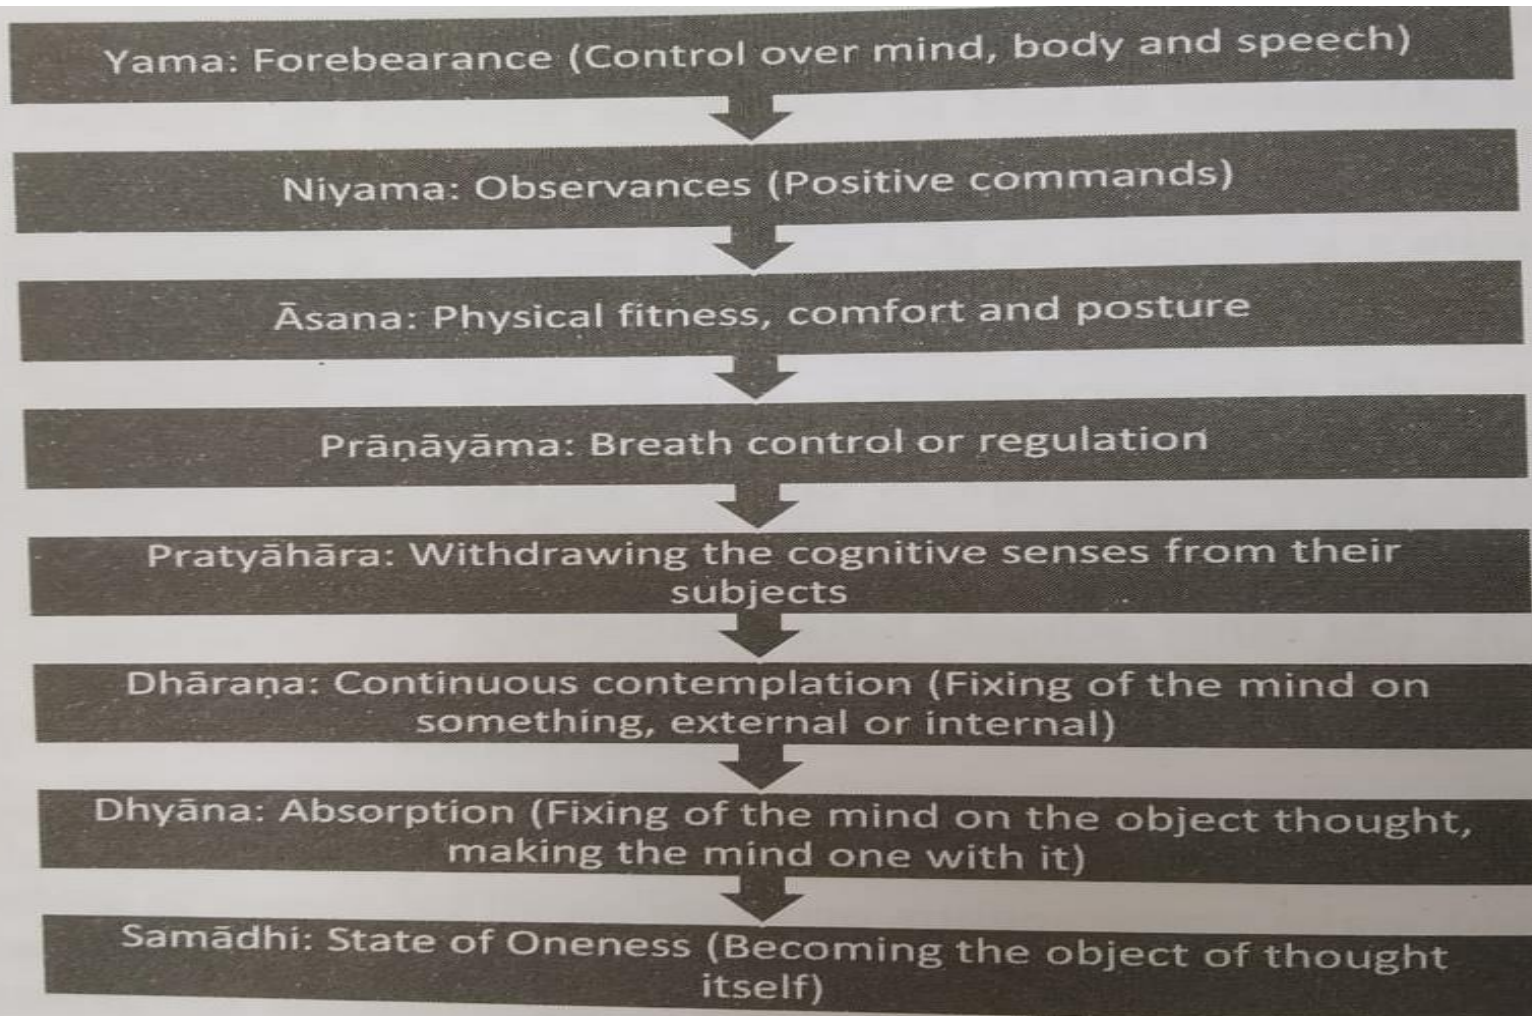 Yama: Forebearance (Control over mind, body and speech)
Niyama: Observances (Positive commands)
Āsana: Physical fitness, comfort and posture
Prāṇāyāma: Breath control or regulation
Pratyāhāra: Withdrawing the cognitive senses from their
subjects
Dhāraṇa: Continuous contemplation (Fixing of the mind on
something, external or internal)
Dhyāna: Absorption (Fixing of the mind on the object thought,
making the mind one with it)
Samādhi: State of Oneness (Becoming the object of thought
itself)